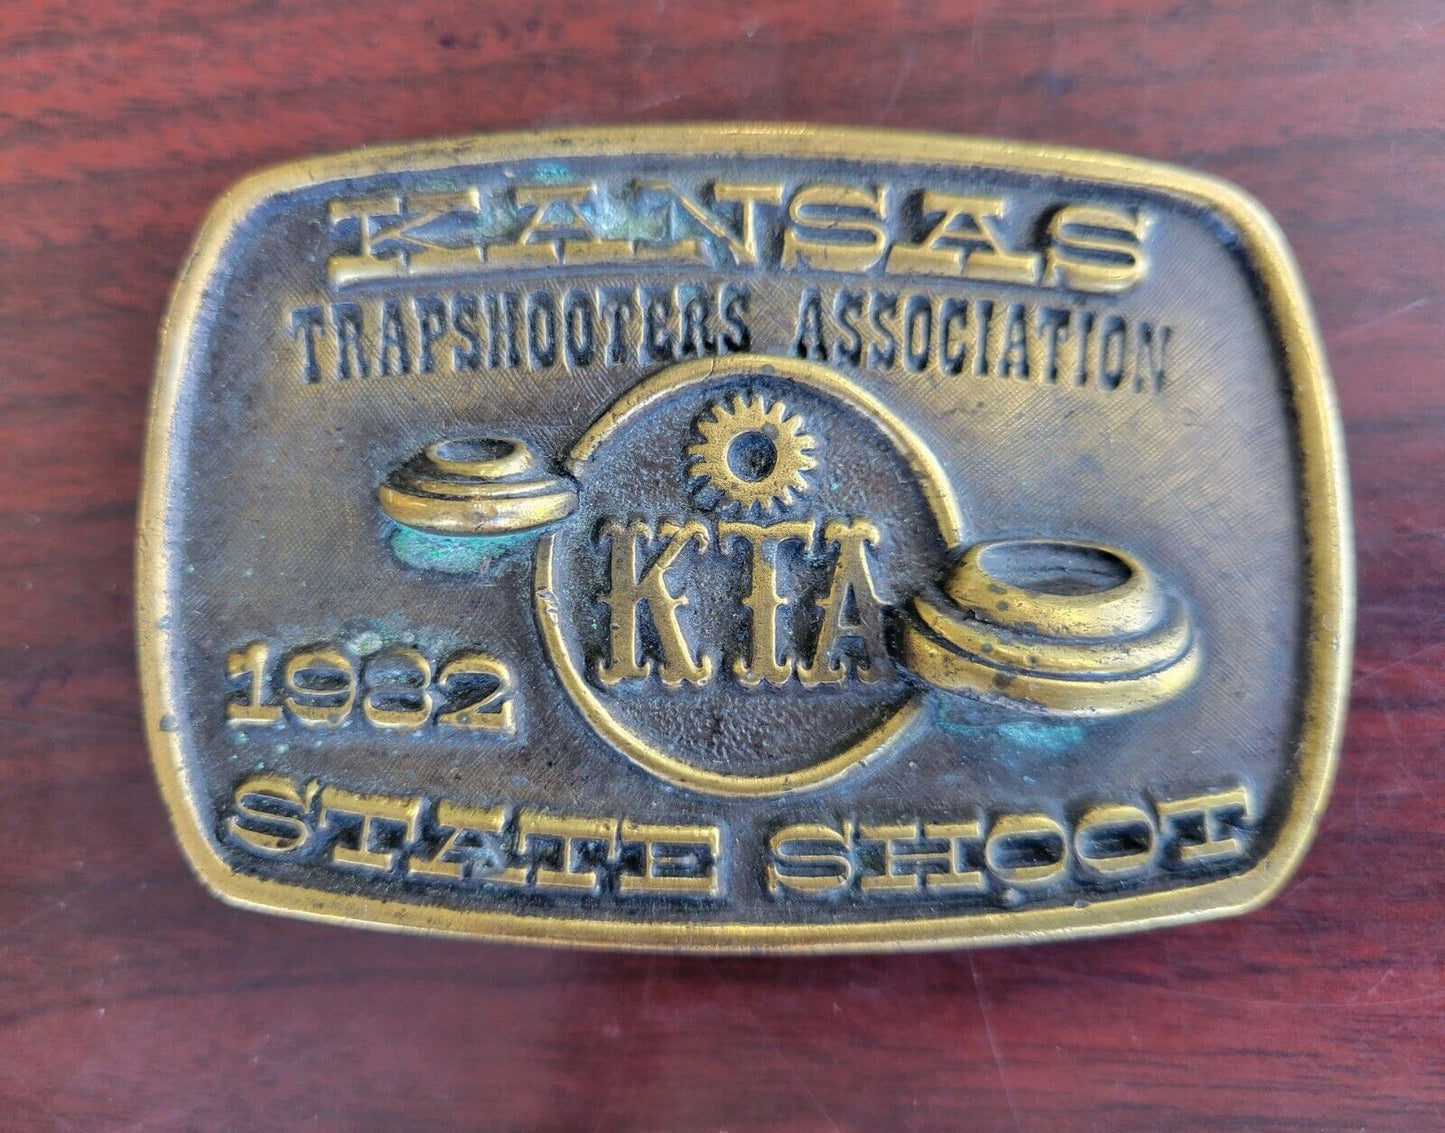 KANSAS
TRAPSHOOTERS ASSOCIATION
KTA
1982
STATE SHOOT